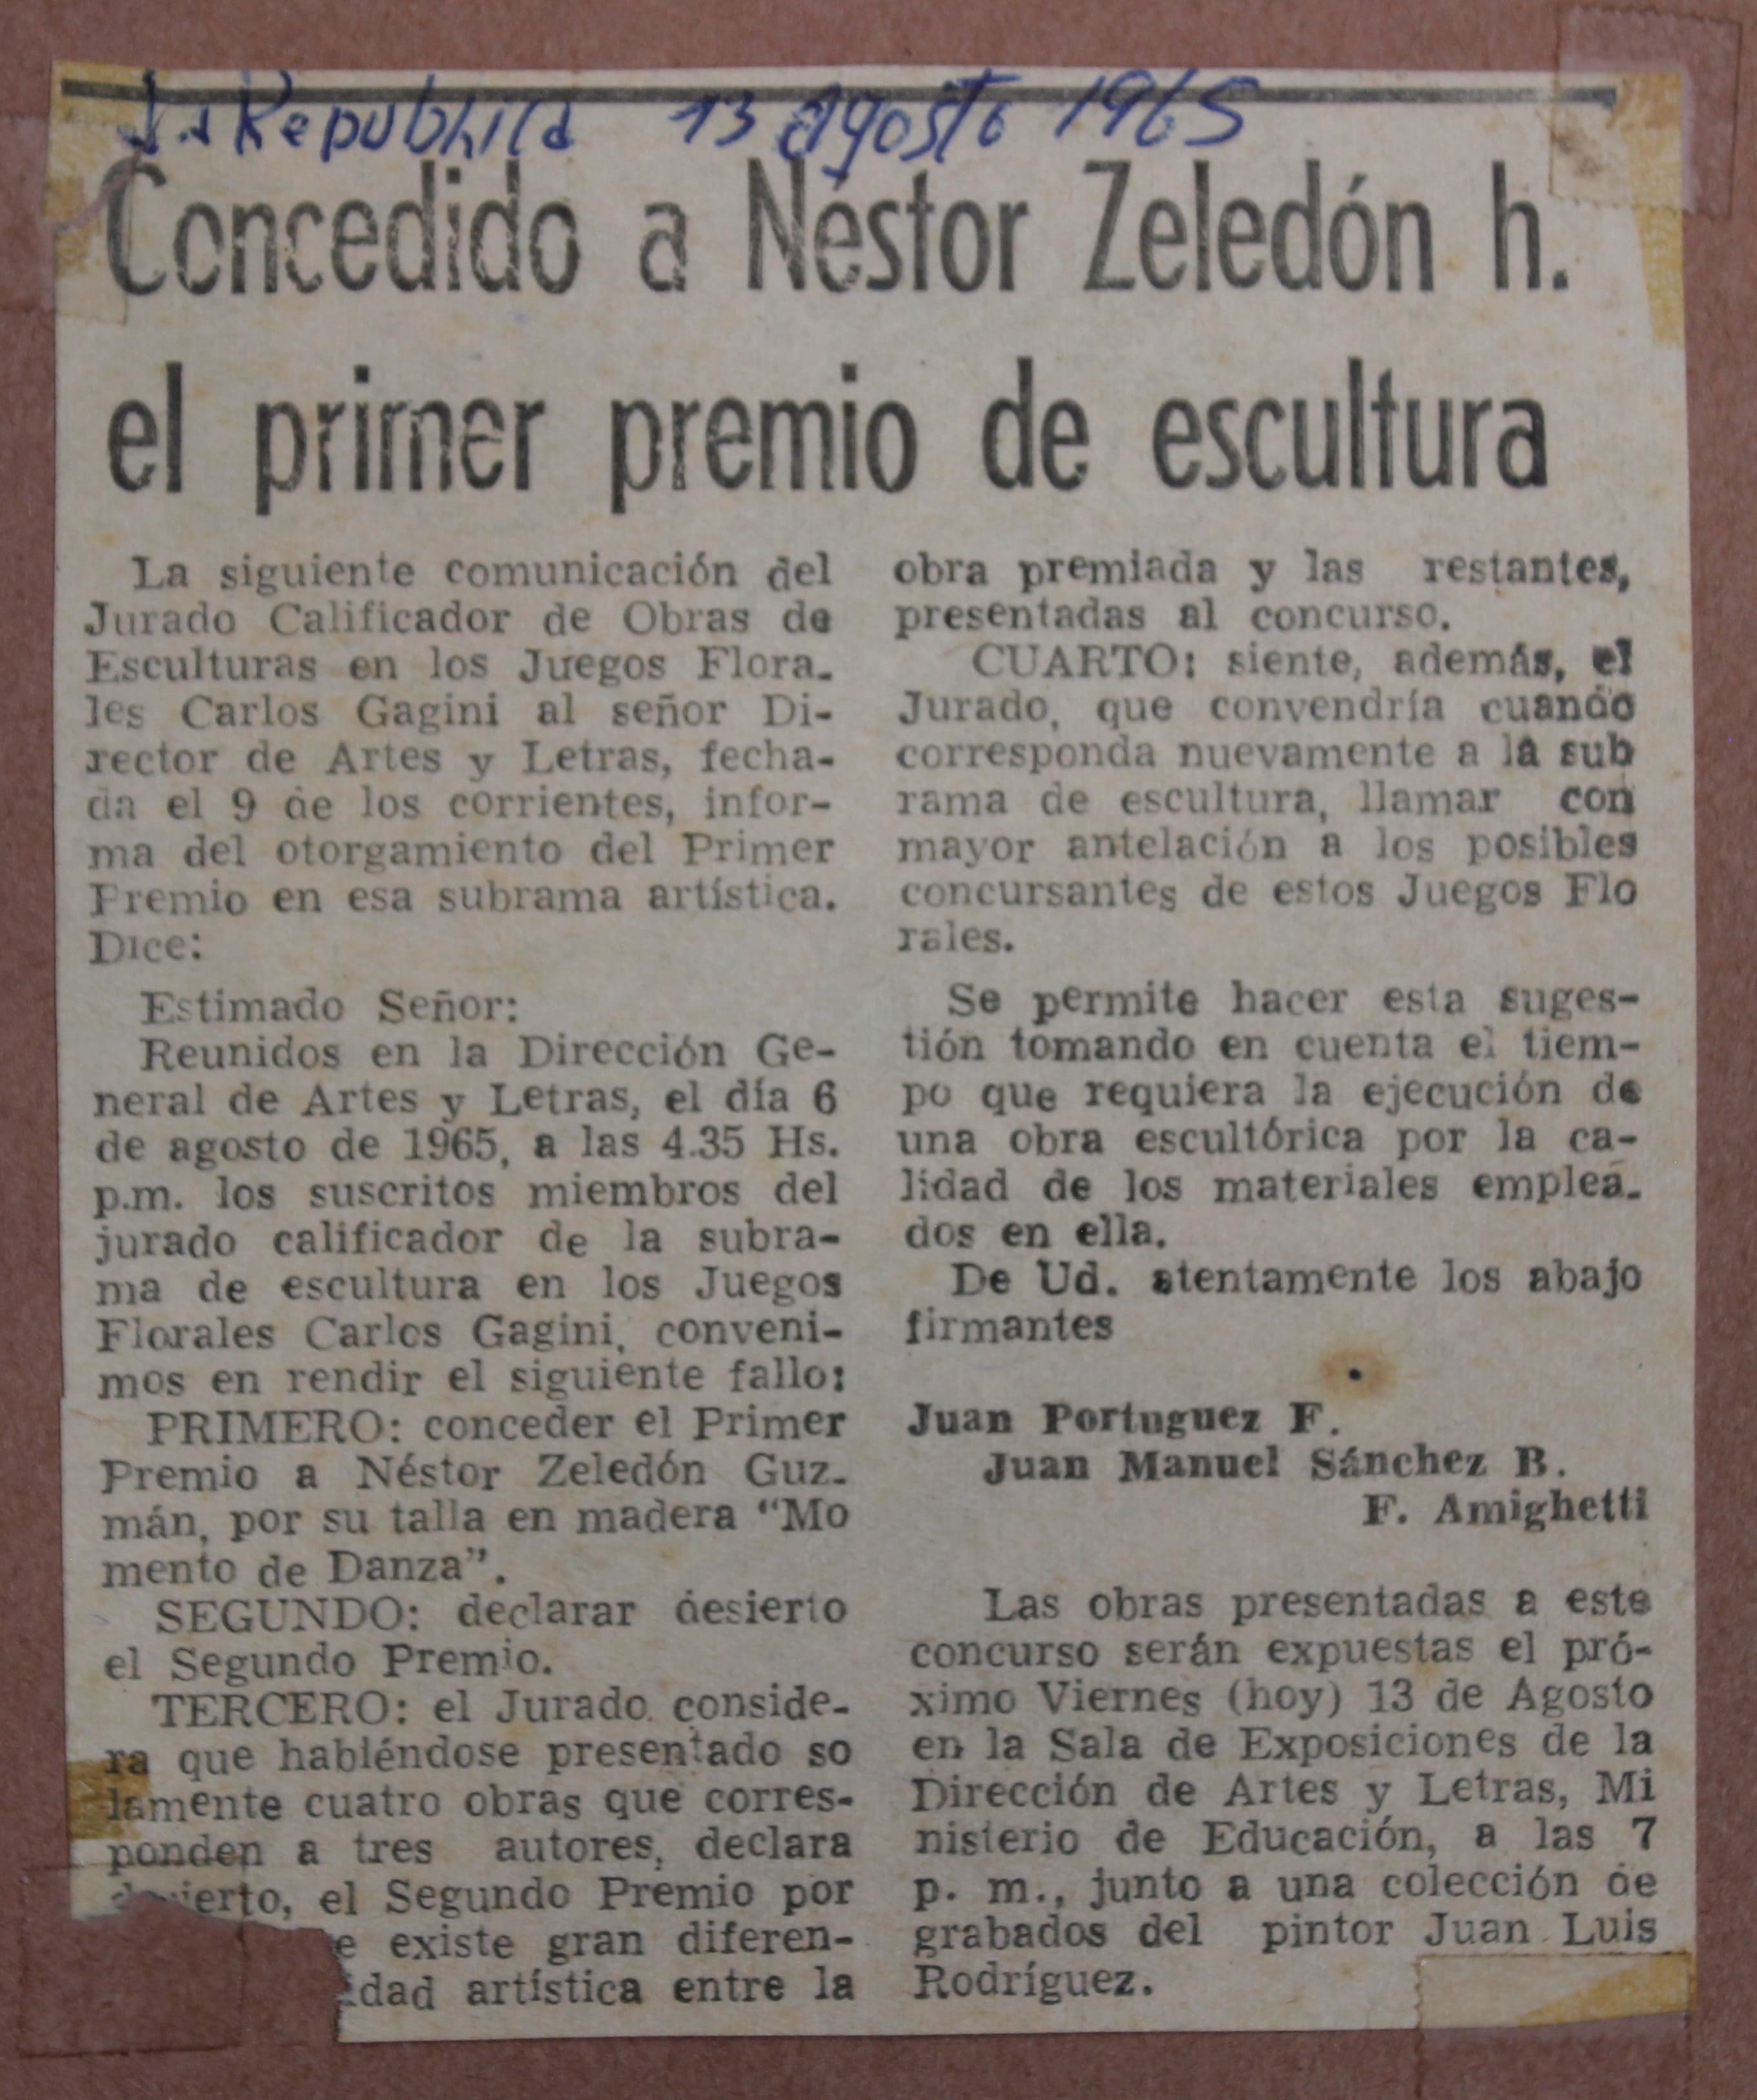 La Republica 13 agosto 1965
Concedido a Néstor Zeledón h.
el primer premio de escultura
La siguiente comunicación del
Jurado Calificador de Obras de
Esculturas en los Juegos Flora-
les Carlos Gagini al señor Di-
rector de Artes y Letras, fecha-
da el 9 de los corrientes, infor-
ma del otorgamiento del Primer
Premio en esa subrama artística.
Dice:
Estimado Señor:
Reunidos en la Dirección Ge-
neral de Artes y Letras, el día 6
de agosto de 1965, a las 4.35 Hs.
p.m. los suscritos miembros del
jurado calificador de la subra-
ma de escultura en los Juegos
Florales Carlos Gagini, conveni-
mos en rendir el siguiente fallo:
PRIMERO: conceder el Primer
Premio a Néstor Zeledón Guz-
mán, por su talla en madera "Mo
mento de Danza".
SEGUNDO: declarar desierto
el Segundo Premio.
TERCERO: el Jurado conside-
ra que habiéndose presentado so
lamente cuatro obras que corres-
ponden a tres autores, declara
el Segundo Premio por
existe gran diferen-
artística entre la
obra premiada y las restantes,
presentadas al concurso.
CUARTO: siente, además, el
Jurado, que convendría cuando
corresponda nuevamente a la sub
rama de escultura, llamar con
mayor antelación a los posibles
concursantes de estos Juegos Flo
rales.
Se permite hacer esta suges-
tión tomando en cuenta el tiem-
po que requiera la ejecución de
una obra escultórica por la ca-
lidad de los materiales emplea-
dos en ella.
De Ud. atentamente los abajo
firmantes
Juan Portuguez F.
Juan Manuel Sánchez B.
F. Amighetti
Las obras presentadas a este
concurso serán expuestas el pró-
ximo Viernes (hoy) 13 de Agosto
en la Sala de Exposiciones de la
Dirección de Artes y Letras, Mi
nisterio de Educación, a las 7
p. m., junto a una colección de
grabados del pintor Juan Luis
Rodríguez.